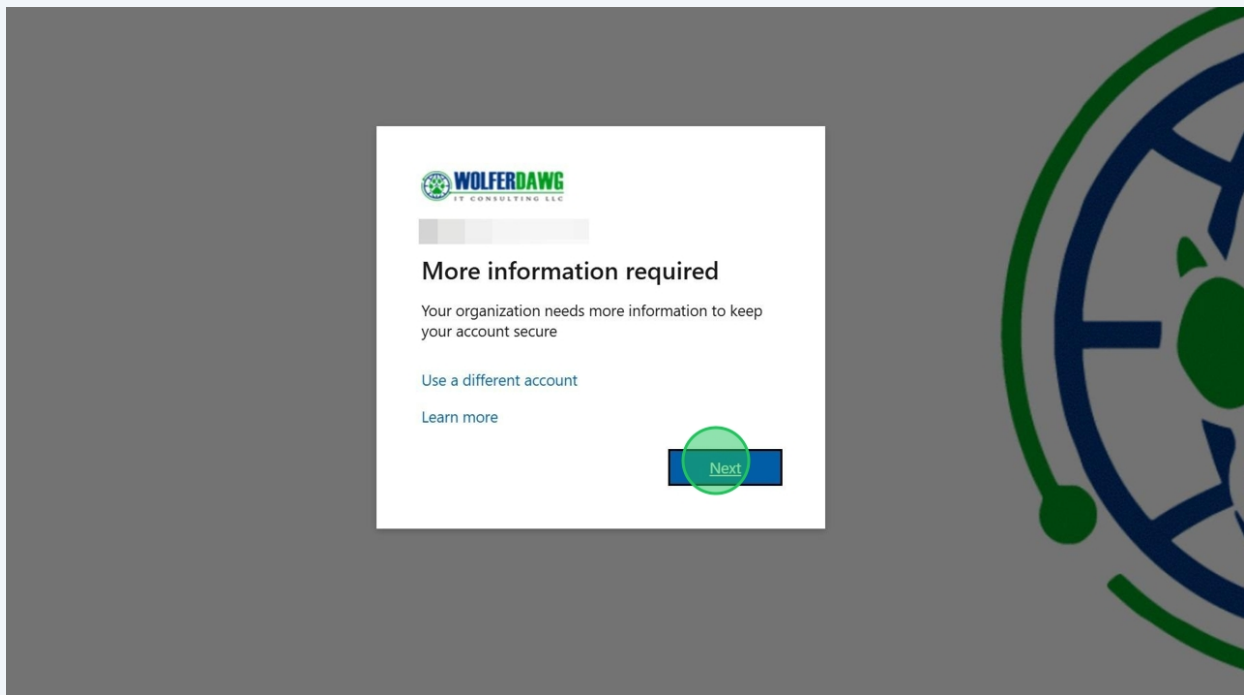 WOLFERDAWG
IT CONSULTING LLC
More information required
Your organization needs more information to keep
your account secure
Use a different account
Learn more
Next